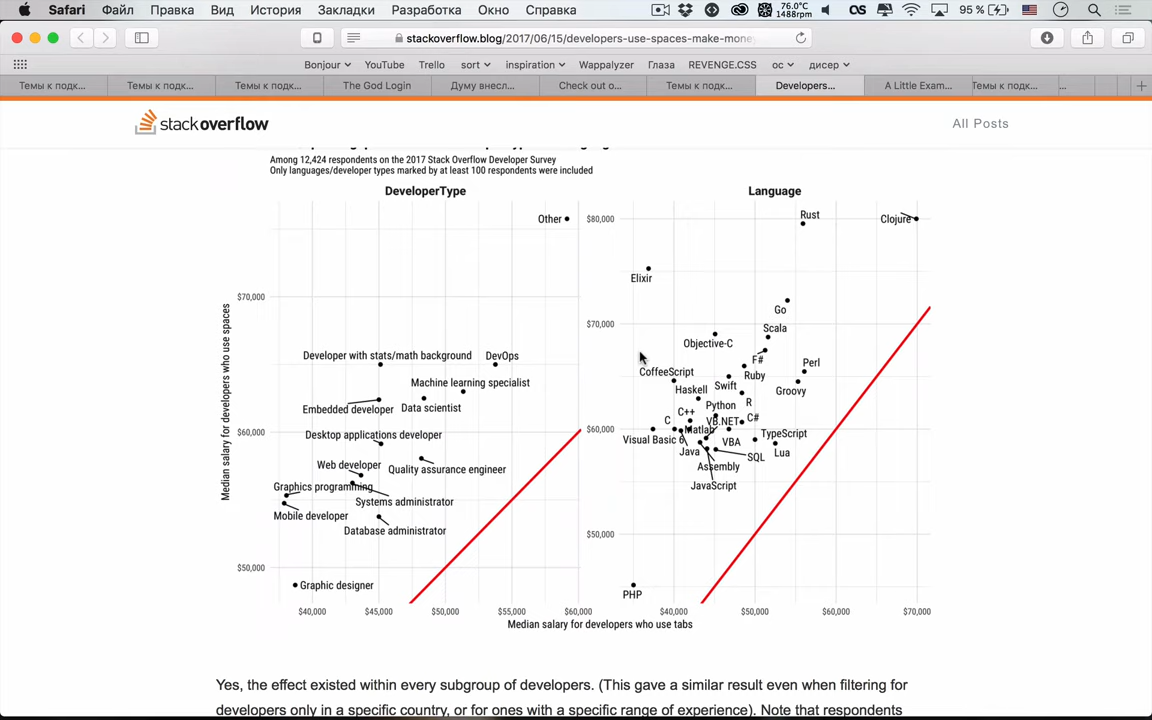 Safari Файл Правка Вид История Закладки Разработка Окно Справка 76.0°C 1488rpm 95 %
stackoverflow.blog/2017/06/15/developers-use-spaces-make-mone
Bonjour YouTube Trello sort inspiration Wappalyzer Глаза REVENGE.CSS ос дисер
Темы к подк... Темы к подк... Темы к подк... The God Login Думу внесл... Check out o... Темы к подк... Developers... A Little Exam... Темы к подк... ...
stackoverflow All Posts
Among 12,424 respondents on the 2017 Stack Overflow Developer Survey
Only languages/developer types marked by at least 100 respondents were included
DeveloperType
Median salary for developers who use spaces
$70,000
$60,000
$50,000
Other
Developer with stats/math background
DevOps
Machine learning specialist
Embedded developer
Data scientist
Desktop applications developer
Web developer
Quality assurance engineer
Graphics programming
Systems administrator
Mobile developer
Database administrator
Graphic designer
$40,000 $45,000 $50,000 $55,000 $60,000
Language
$80,000
$70,000
$60,000
$50,000
Rust
Clojure
Elixir
Go
Scala
Objective-C
F#
Perl
CoffeeScript
Ruby
Swift
Groovy
Haskell
R
Python
C++
C
VB.NET
C#
Matlab
TypeScript
Visual Basic 6
VBA
Java
Lua
SQL
Assembly
JavaScript
PHP
$40,000 $50,000 $60,000 $70,000
Median salary for developers who use tabs
Yes, the effect existed within every subgroup of developers. (This gave a similar result even when filtering for
developers only in a specific country, or for ones with a specific range of experience). Note that respondents